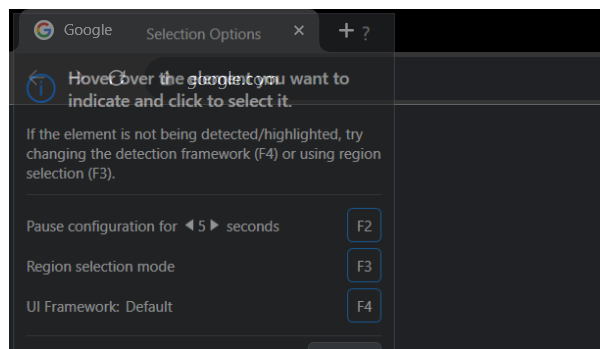 Google
Selection Options
?
google.com
Hover over the element you want to
indicate and click to select it.
If the element is not being detected/highlighted, try
changing the detection framework (F4) or using region
selection (F3).
Pause configuration for 5 seconds F2
Region selection mode F3
UI Framework: Default F4